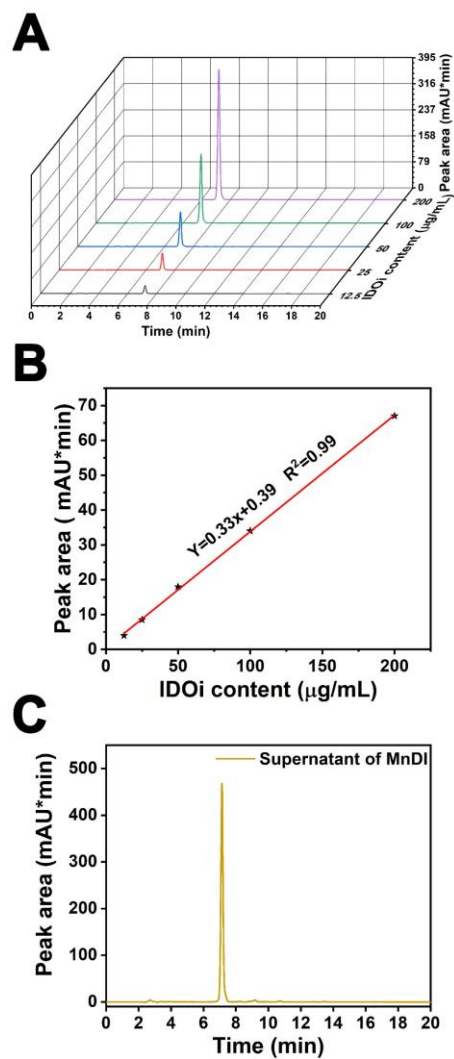 A
395
316
237
158
79
0
Peak area (mAU*min)
200
100
50
25
12.5
IDOi content (μg/mL)
0 2 4 6 8 10 12 14 16 18 20
Time (min)
B
70
60
50
40
30
20
10
0
Peak area ( mAU*min)
Y=0.33x+0.39 R²=0.99
50 100 150 200
IDOi content (μg/mL)
C
Supernatant of MnDI
500
400
300
200
100
0
Peak area (mAU*min)
0 2 4 6 8 10 12 14 16 18 20
Time (min)